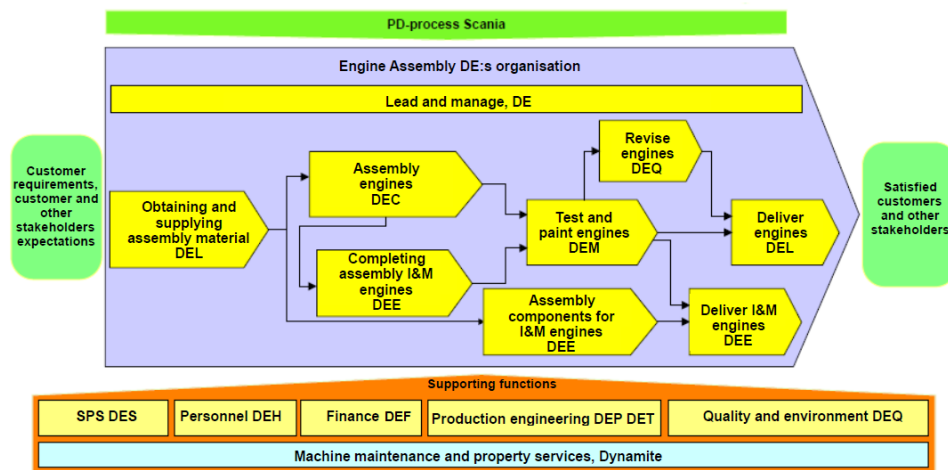 PD-process Scania
Engine Assembly DE:s organisation
Lead and manage, DE
Customer
requirements,
customer and
other
stakeholders
expectations
Obtaining and
supplying
assembly material
DEL
Assembly
engines
DEC
Completing
assembly I&M
engines
DEE
Revise
engines
DEQ
Test and
paint engines
DEM
Assembly
components for
I&M engines
DEE
Deliver
engines
DEL
Deliver I&M
engines
DEE
Satisfied
customers
and other
stakeholders
Supporting functions
SPS DES
Personnel DEH
Finance DEF
Production engineering DEP DET
Quality and environment DEQ
Machine maintenance and property services, Dynamite